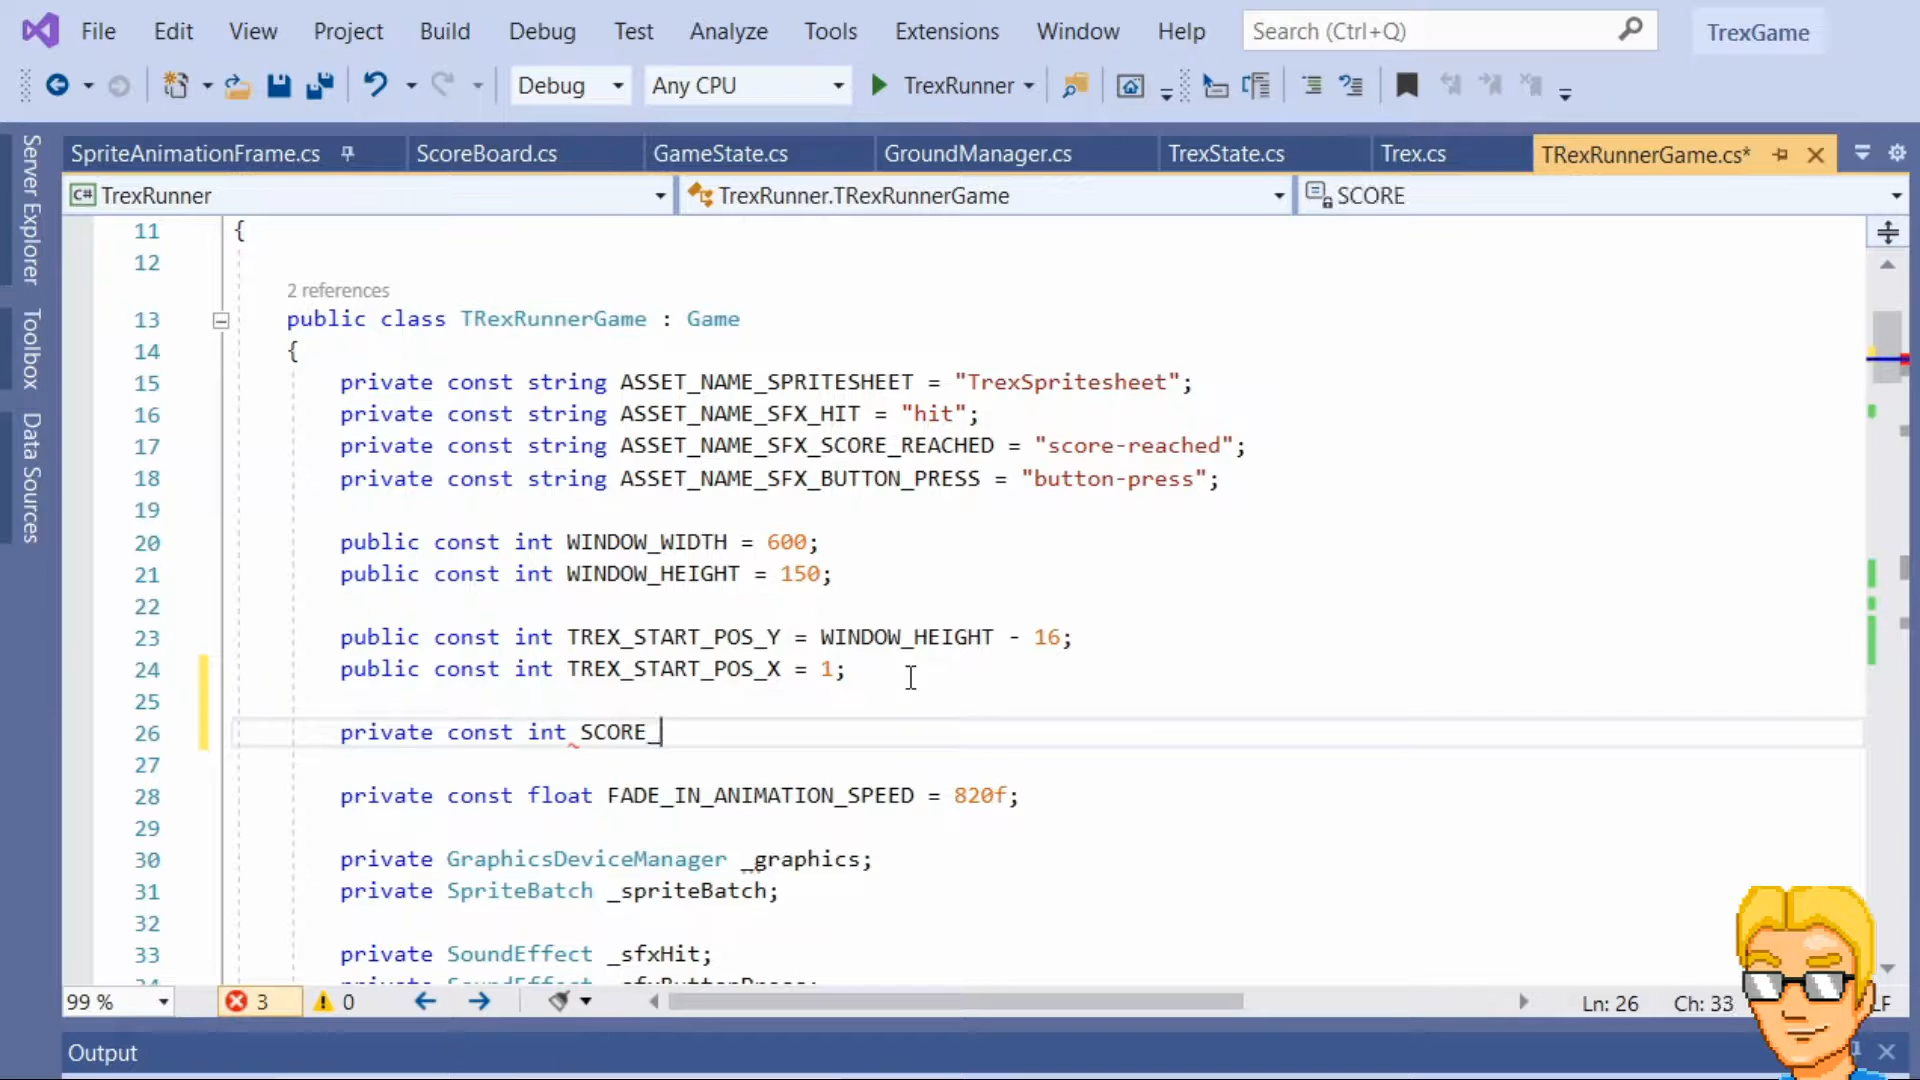 File Edit View Project Build Debug Test Analyze Tools Extensions Window Help Search (Ctrl+Q) TrexGame
Debug Any CPU TrexRunner
SpriteAnimationFrame.cs ScoreBoard.cs GameState.cs GroundManager.cs TrexState.cs Trex.cs TRexRunnerGame.cs*
C# TrexRunner TrexRunner.TRexRunnerGame SCORE
Server Explorer
Toolbox
Data Sources
11 {
12
2 references
13 public class TRexRunnerGame : Game
14 {
15 private const string ASSET_NAME_SPRITESHEET = "TrexSpritesheet";
16 private const string ASSET_NAME_SFX_HIT = "hit";
17 private const string ASSET_NAME_SFX_SCORE_REACHED = "score-reached";
18 private const string ASSET_NAME_SFX_BUTTON_PRESS = "button-press";
19
20 public const int WINDOW_WIDTH = 600;
21 public const int WINDOW_HEIGHT = 150;
22
23 public const int TREX_START_POS_Y = WINDOW_HEIGHT - 16;
24 public const int TREX_START_POS_X = 1;
25
26 private const int SCORE_
27
28 private const float FADE_IN_ANIMATION_SPEED = 820f;
29
30 private GraphicsDeviceManager _graphics;
31 private SpriteBatch _spriteBatch;
32
33 private SoundEffect _sfxHit;
99 % 3 0 Ln: 26 Ch: 33
Output